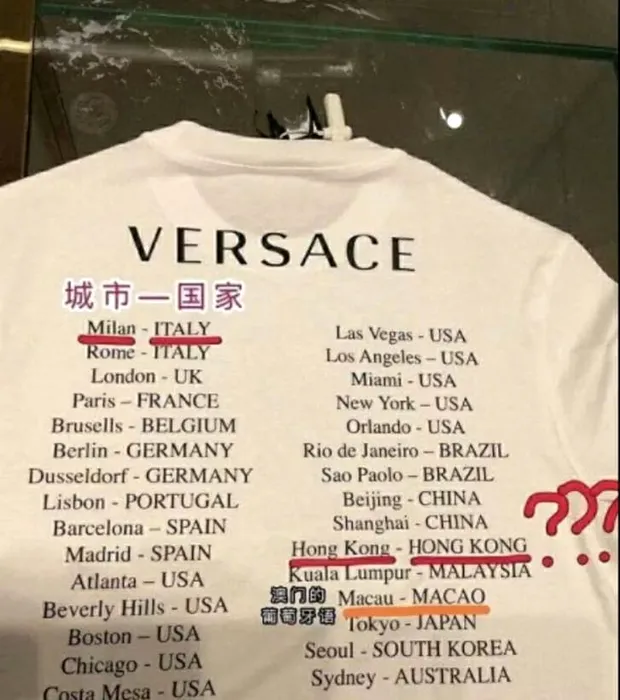 VERSACE
城市—国家
Milan - ITALY
Rome - ITALY
London - UK
Paris – FRANCE
Brusells - BELGIUM
Berlin - GERMANY
Dusseldorf - GERMANY
Lisbon - PORTUGAL
Barcelona – SPAIN
Madrid - SPAIN
Atlanta – USA
Beverly Hills - USA
Boston – USA
Chicago - USA
Costa Mesa - USA
Las Vegas - USA
Los Angeles – USA
Miami - USA
New York – USA
Orlando - USA
Rio de Janeiro – BRAZIL
Sao Paolo – BRAZIL
Beijing - CHINA
Shanghai - CHINA
Hong Kong - HONG KONG
???
Kuala Lumpur - MALAYSIA
澳门的
葡萄牙语
Macau - MACAO
Tokyo - JAPAN
Seoul - SOUTH KOREA
Sydney - AUSTRALIA